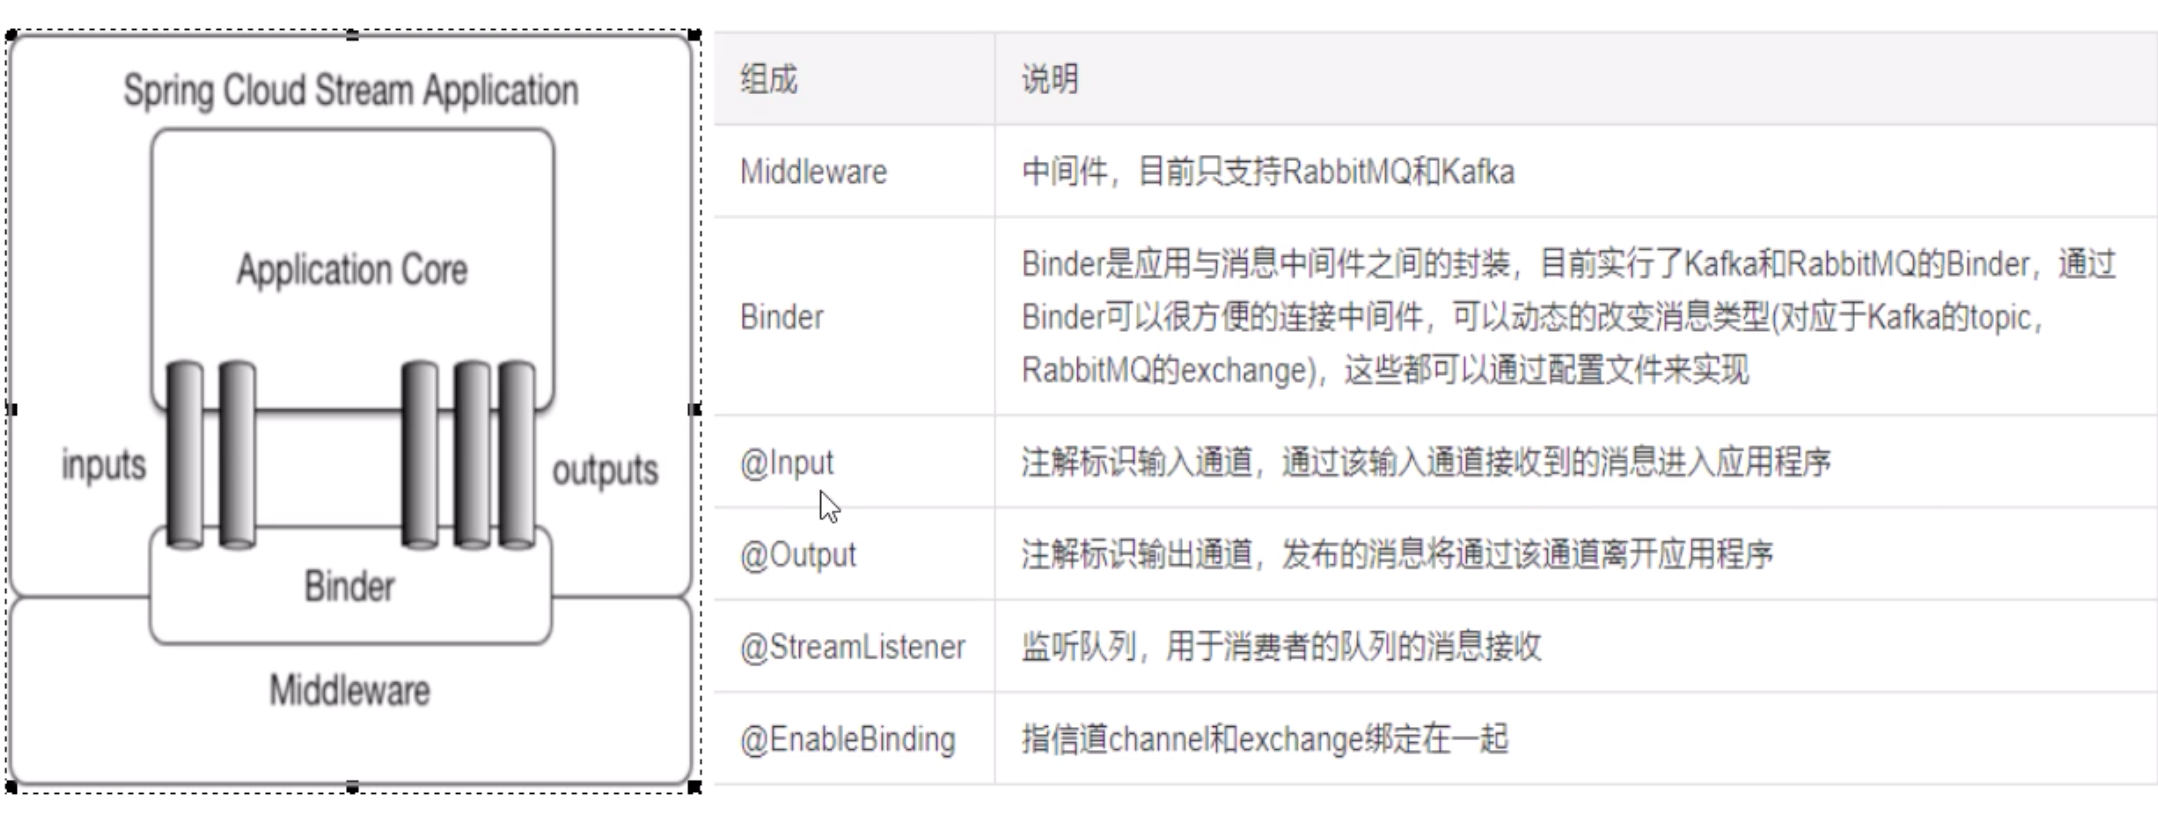 Spring Cloud Stream Application
Application Core
inputs
outputs
Binder
Middleware
组成
说明
Middleware
中间件，目前只支持RabbitMQ和Kafka
Binder
Binder是应用与消息中间件之间的封装，目前实行了Kafka和RabbitMQ的Binder，通过
Binder可以很方便的连接中间件，可以动态的改变消息类型(对应于Kafka的topic，
RabbitMQ的exchange)，这些都可以通过配置文件来实现
@Input
注解标识输入通道，通过该输入通道接收到的消息进入应用程序
@Output
注解标识输出通道，发布的消息将通过该通道离开应用程序
@StreamListener
监听队列，用于消费者的队列的消息接收
@EnableBinding
指信道channel和exchange绑定在一起